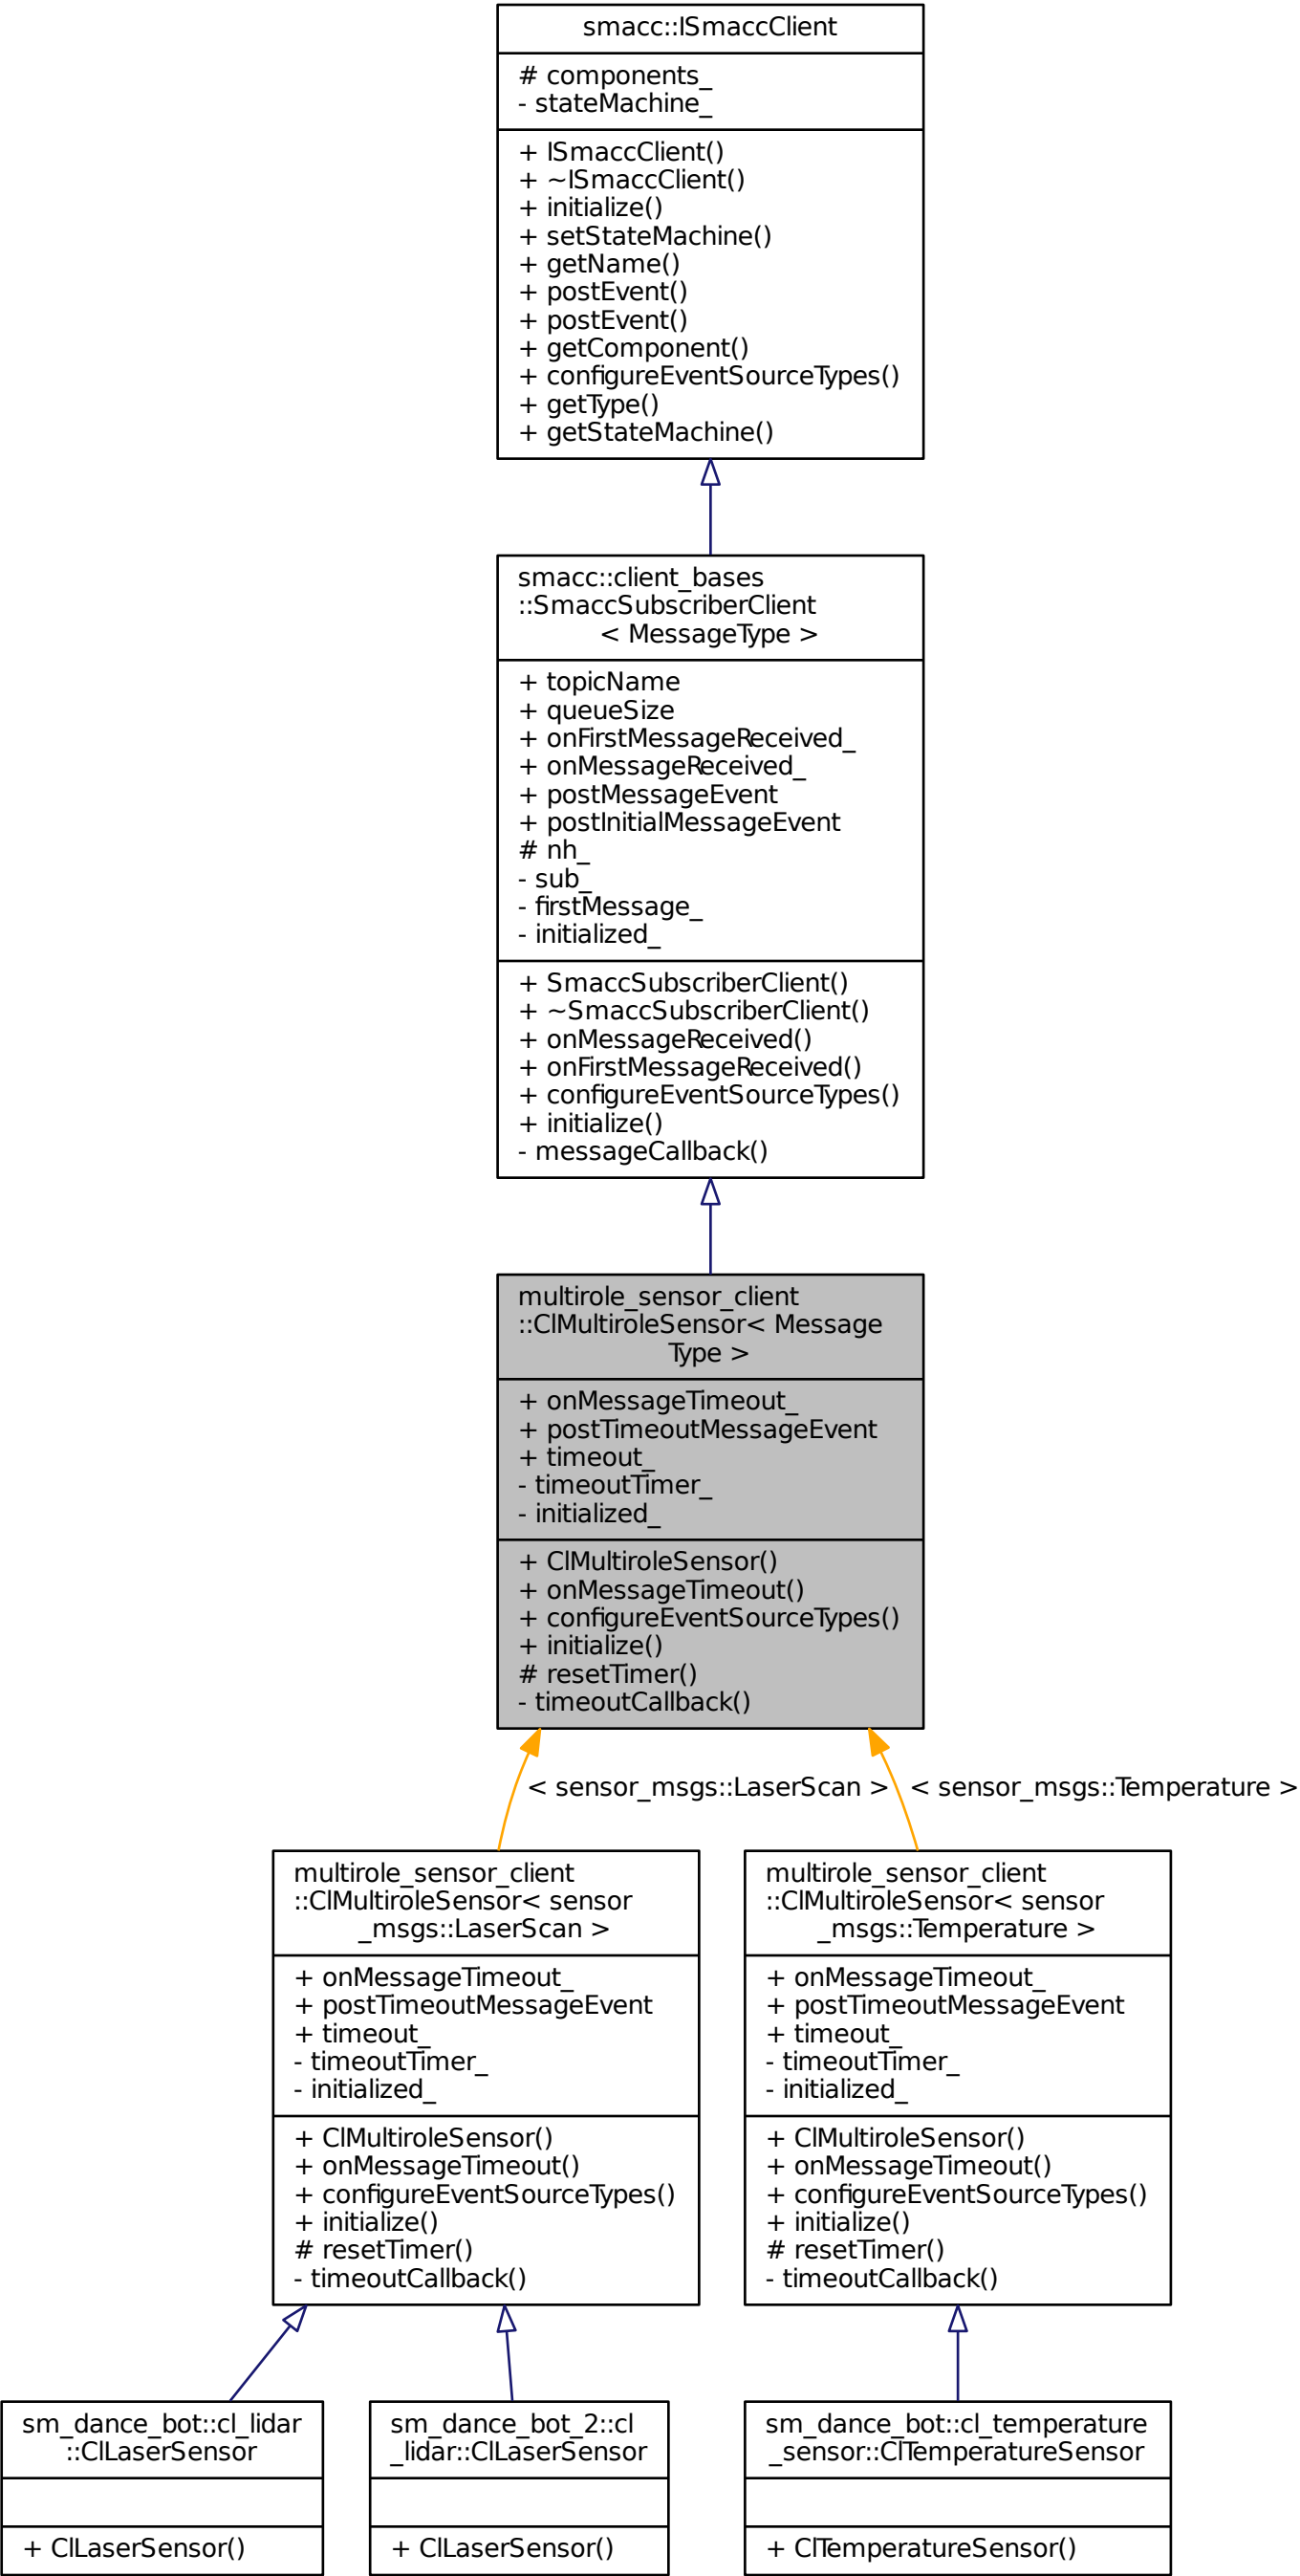 smacc::ISmaccClient
# components_
- stateMachine_
+ ISmaccClient()
+ ~ISmaccClient()
+ initialize()
+ setStateMachine()
+ getName()
+ postEvent()
+ postEvent()
+ getComponent()
+ configureEventSourceTypes()
+ getType()
+ getStateMachine()
smacc::client_bases
::SmaccSubscriberClient
< MessageType >
+ topicName
+ queueSize
+ onFirstMessageReceived_
+ onMessageReceived_
+ postMessageEvent
+ postInitialMessageEvent
# nh_
- sub_
- firstMessage_
- initialized_
+ SmaccSubscriberClient()
+ ~SmaccSubscriberClient()
+ onMessageReceived()
+ onFirstMessageReceived()
+ configureEventSourceTypes()
+ initialize()
- messageCallback()
multirole_sensor_client
::ClMultiroleSensor< Message
Type >
+ onMessageTimeout_
+ postTimeoutMessageEvent
+ timeout_
- timeoutTimer_
- initialized_
+ ClMultiroleSensor()
+ onMessageTimeout()
+ configureEventSourceTypes()
+ initialize()
# resetTimer()
- timeoutCallback()
< sensor_msgs::LaserScan >
< sensor_msgs::Temperature >
multirole_sensor_client
::ClMultiroleSensor< sensor
_msgs::LaserScan >
+ onMessageTimeout_
+ postTimeoutMessageEvent
+ timeout_
- timeoutTimer_
- initialized_
+ ClMultiroleSensor()
+ onMessageTimeout()
+ configureEventSourceTypes()
+ initialize()
# resetTimer()
- timeoutCallback()
multirole_sensor_client
::ClMultiroleSensor< sensor
_msgs::Temperature >
+ onMessageTimeout_
+ postTimeoutMessageEvent
+ timeout_
- timeoutTimer_
- initialized_
+ ClMultiroleSensor()
+ onMessageTimeout()
+ configureEventSourceTypes()
+ initialize()
# resetTimer()
- timeoutCallback()
sm_dance_bot::cl_lidar
::ClLaserSensor
+ ClLaserSensor()
sm_dance_bot_2::cl
_lidar::ClLaserSensor
+ ClLaserSensor()
sm_dance_bot::cl_temperature
_sensor::ClTemperatureSensor
+ ClTemperatureSensor()